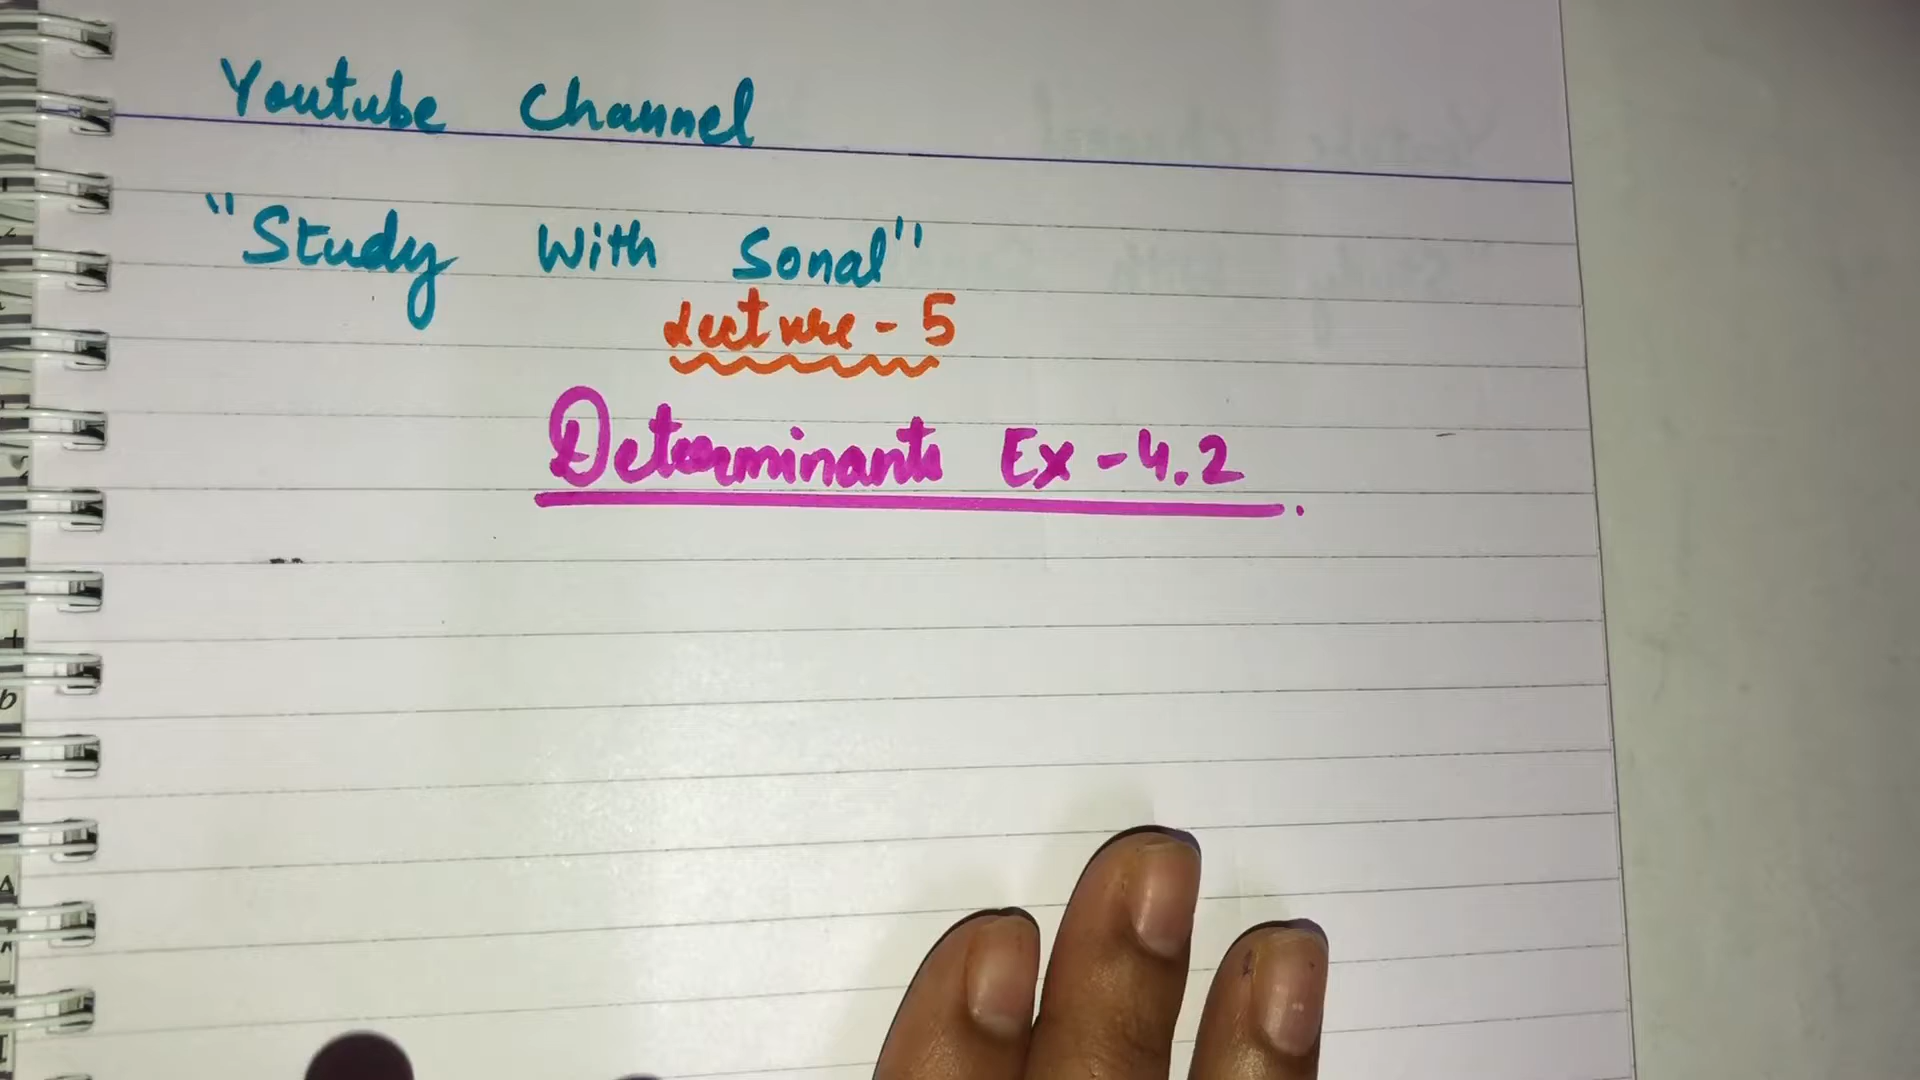 Youtube Channel
"Study With Sonal"
Lecture - 5
Determinants Ex - 4.2